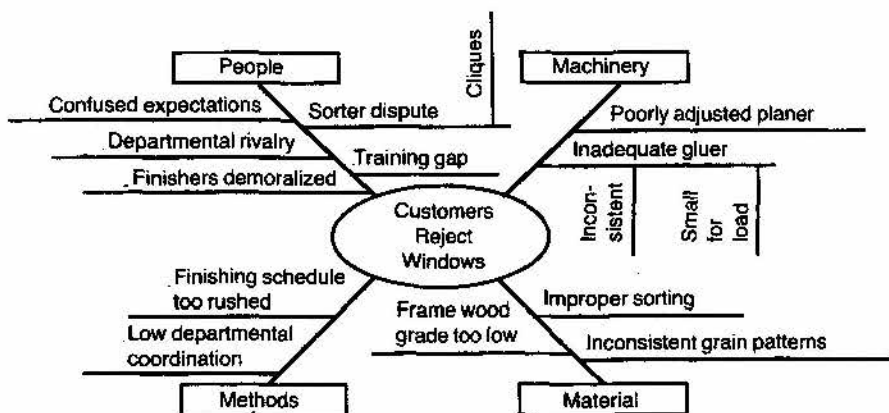 People
Cliques
Machinery
Confused expectations
Sorter dispute
Poorly adjusted planer
Departmental rivalry
Training gap
Inadequate gluer
Finishers demoralized
Incon-
sistent
Small
for
load
Customers
Reject
Windows
Finishing schedule
too rushed
Frame wood
grade too low
Improper sorting
Low departmental
coordination
Inconsistent grain patterns
Methods
Material